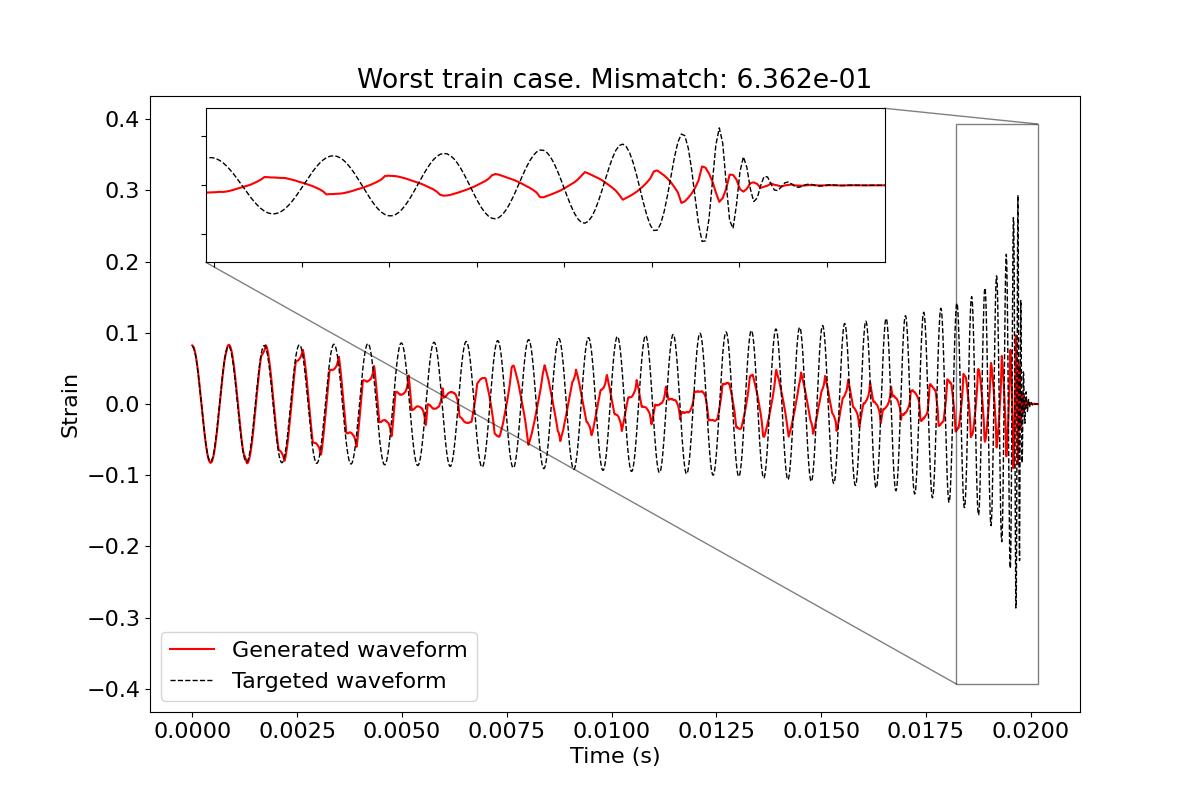 Worst train case. Mismatch: 6.362e-01
0.4
0.3
0.2
0.1
0.0
−0.1
−0.2
−0.3
−0.4
Strain
Generated waveform
Targeted waveform
0.0000 0.0025 0.0050 0.0075 0.0100 0.0125 0.0150 0.0175 0.0200
Time (s)